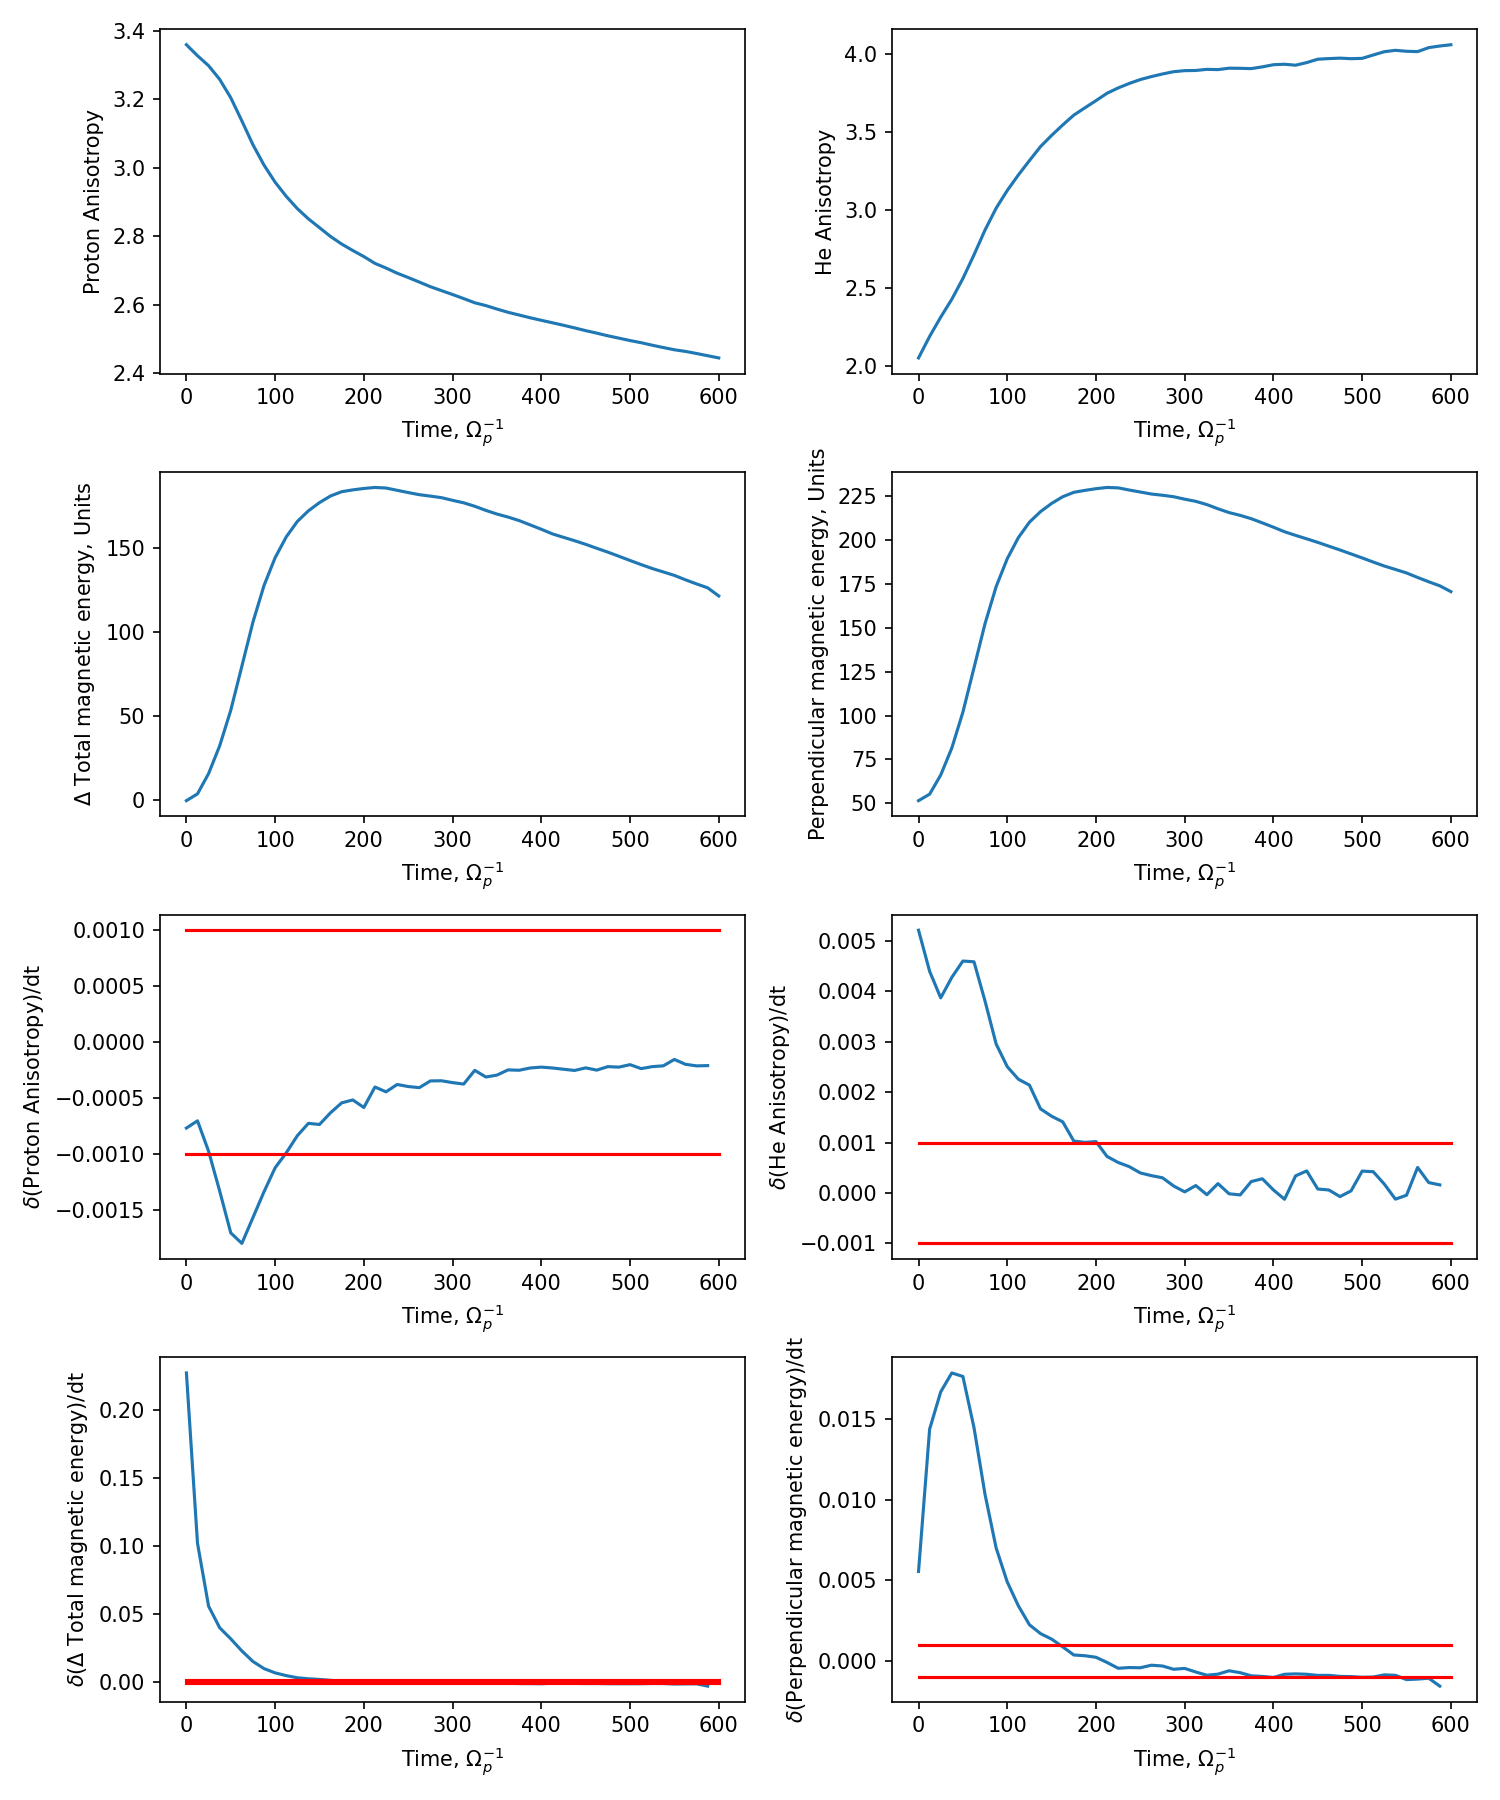 Proton Anisotropy
3.4
3.2
3.0
2.8
2.6
2.4
0 100 200 300 400 500 600
Time, Ω_p^{-1}
He Anisotropy
4.0
3.5
3.0
2.5
2.0
0 100 200 300 400 500 600
Time, Ω_p^{-1}
Δ Total magnetic energy, Units
150
100
50
0
0 100 200 300 400 500 600
Time, Ω_p^{-1}
Perpendicular magnetic energy, Units
225
200
175
150
125
100
75
50
0 100 200 300 400 500 600
Time, Ω_p^{-1}
δ(Proton Anisotropy)/dt
0.0010
0.0005
0.0000
−0.0005
−0.0010
−0.0015
0 100 200 300 400 500 600
Time, Ω_p^{-1}
δ(He Anisotropy)/dt
0.005
0.004
0.003
0.002
0.001
0.000
−0.001
0 100 200 300 400 500 600
Time, Ω_p^{-1}
δ(Δ Total magnetic energy)/dt
0.20
0.15
0.10
0.05
0.00
0 100 200 300 400 500 600
Time, Ω_p^{-1}
δ(Perpendicular magnetic energy)/dt
0.015
0.010
0.005
0.000
0 100 200 300 400 500 600
Time, Ω_p^{-1}